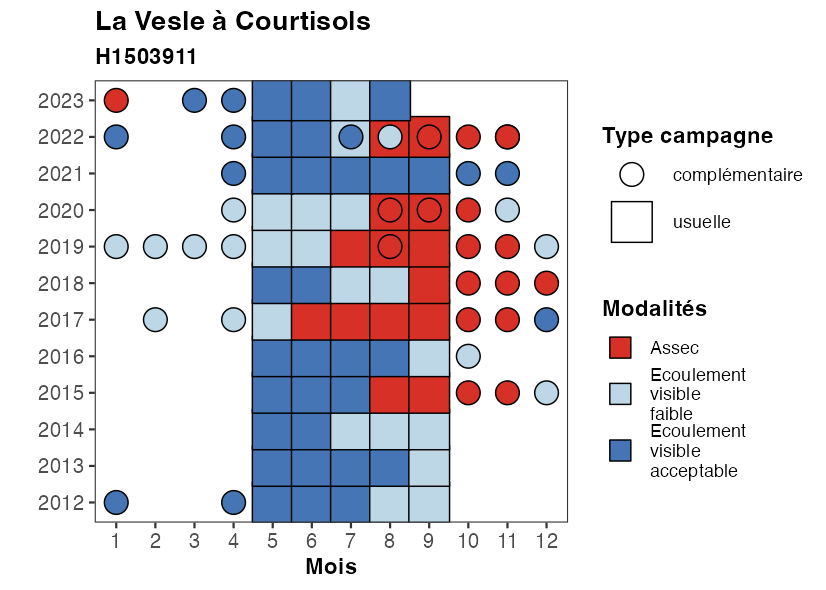 La Vesle à Courtisols
H1503911
2023
2022
2021
2020
2019
2018
2017
2016
2015
2014
2013
2012
1 2 3 4 5 6 7 8 9 10 11 12
Mois
Type campagne
complémentaire
usuelle
Modalités
Assec
Ecoulement
visible
faible
Ecoulement
visible
acceptable